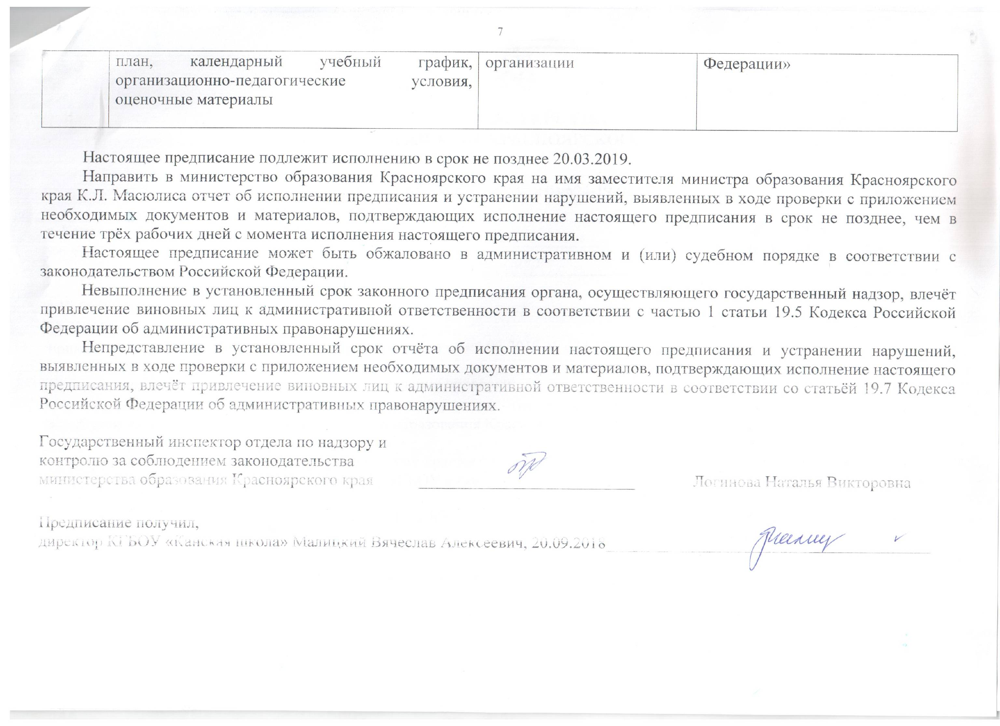 7
план, календарный учебный график, организации Федерации»
организационно-педагогические условия,
оценочные материалы
Настоящее предписание подлежит исполнению в срок не позднее 20.03.2019.
Направить в министерство образования Красноярского края на имя заместителя министра образования Красноярского
края К.Л. Масюлиса отчет об исполнении предписания и устранении нарушений, выявленных в ходе проверки с приложением
необходимых документов и материалов, подтверждающих исполнение настоящего предписания в срок не позднее, чем в
течение трёх рабочих дней с момента исполнения настоящего предписания.
Настоящее предписание может быть обжаловано в административном и (или) судебном порядке в соответствии с
законодательством Российской Федерации.
Невыполнение в установленный срок законного предписания органа, осуществляющего государственный надзор, влечёт
привлечение виновных лиц к административной ответственности в соответствии с частью 1 статьи 19.5 Кодекса Российской
Федерации об административных правонарушениях.
Непредставление в установленный срок отчёта об исполнении настоящего предписания и устранении нарушений,
выявленных в ходе проверки с приложением необходимых документов и материалов, подтверждающих исполнение настоящего
предписания, влечёт привлечение виновных лиц к административной ответственности в соответствии со статьёй 19.7 Кодекса
Российской Федерации об административных правонарушениях.
Государственный инспектор отдела по надзору и
контролю за соблюдением законодательства
министерства образования Красноярского края Логинова Наталья Викторовна
Предписание получил,
директор КГБОУ «Канская школа» Малицкий Вячеслав Алексеевич, 20.09.2018